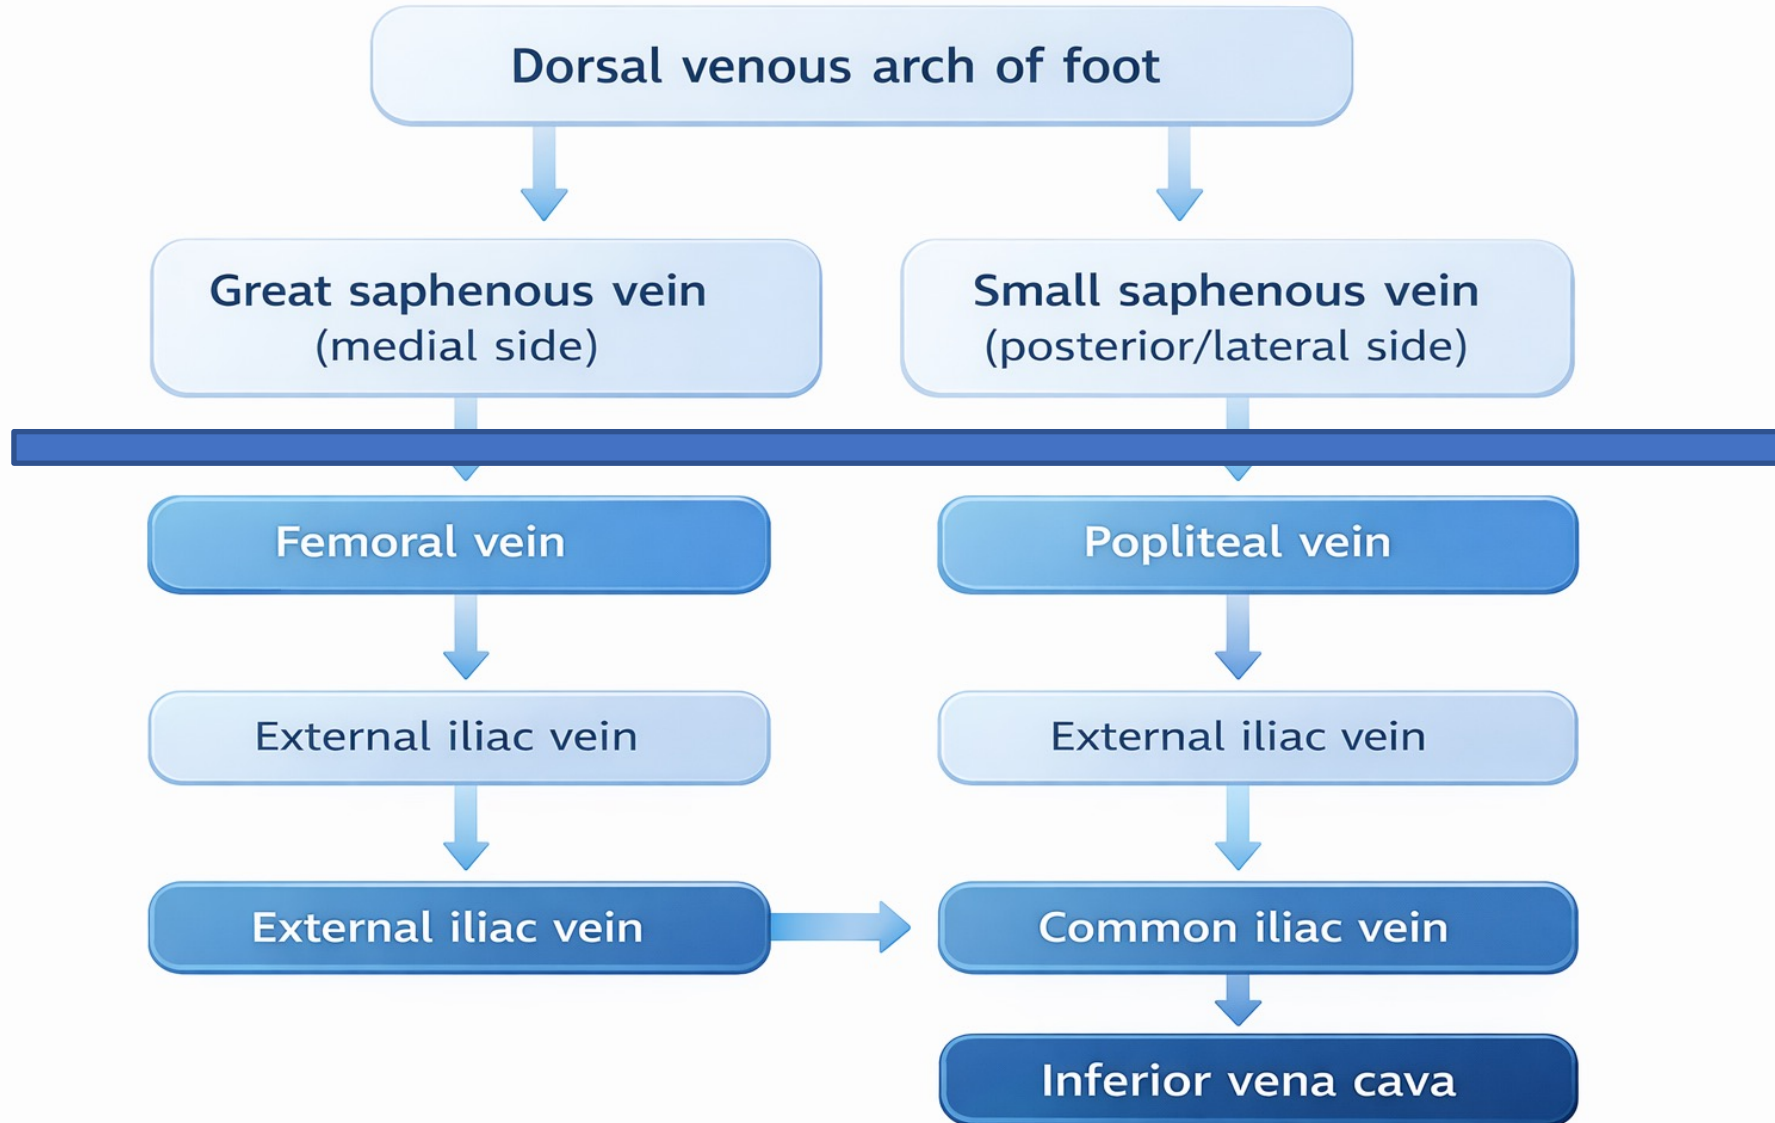 Dorsal venous arch of foot
Great saphenous vein
(medial side)
Small saphenous vein
(posterior/lateral side)
Femoral vein
Popliteal vein
External iliac vein
External iliac vein
External iliac vein
Common iliac vein
Inferior vena cava